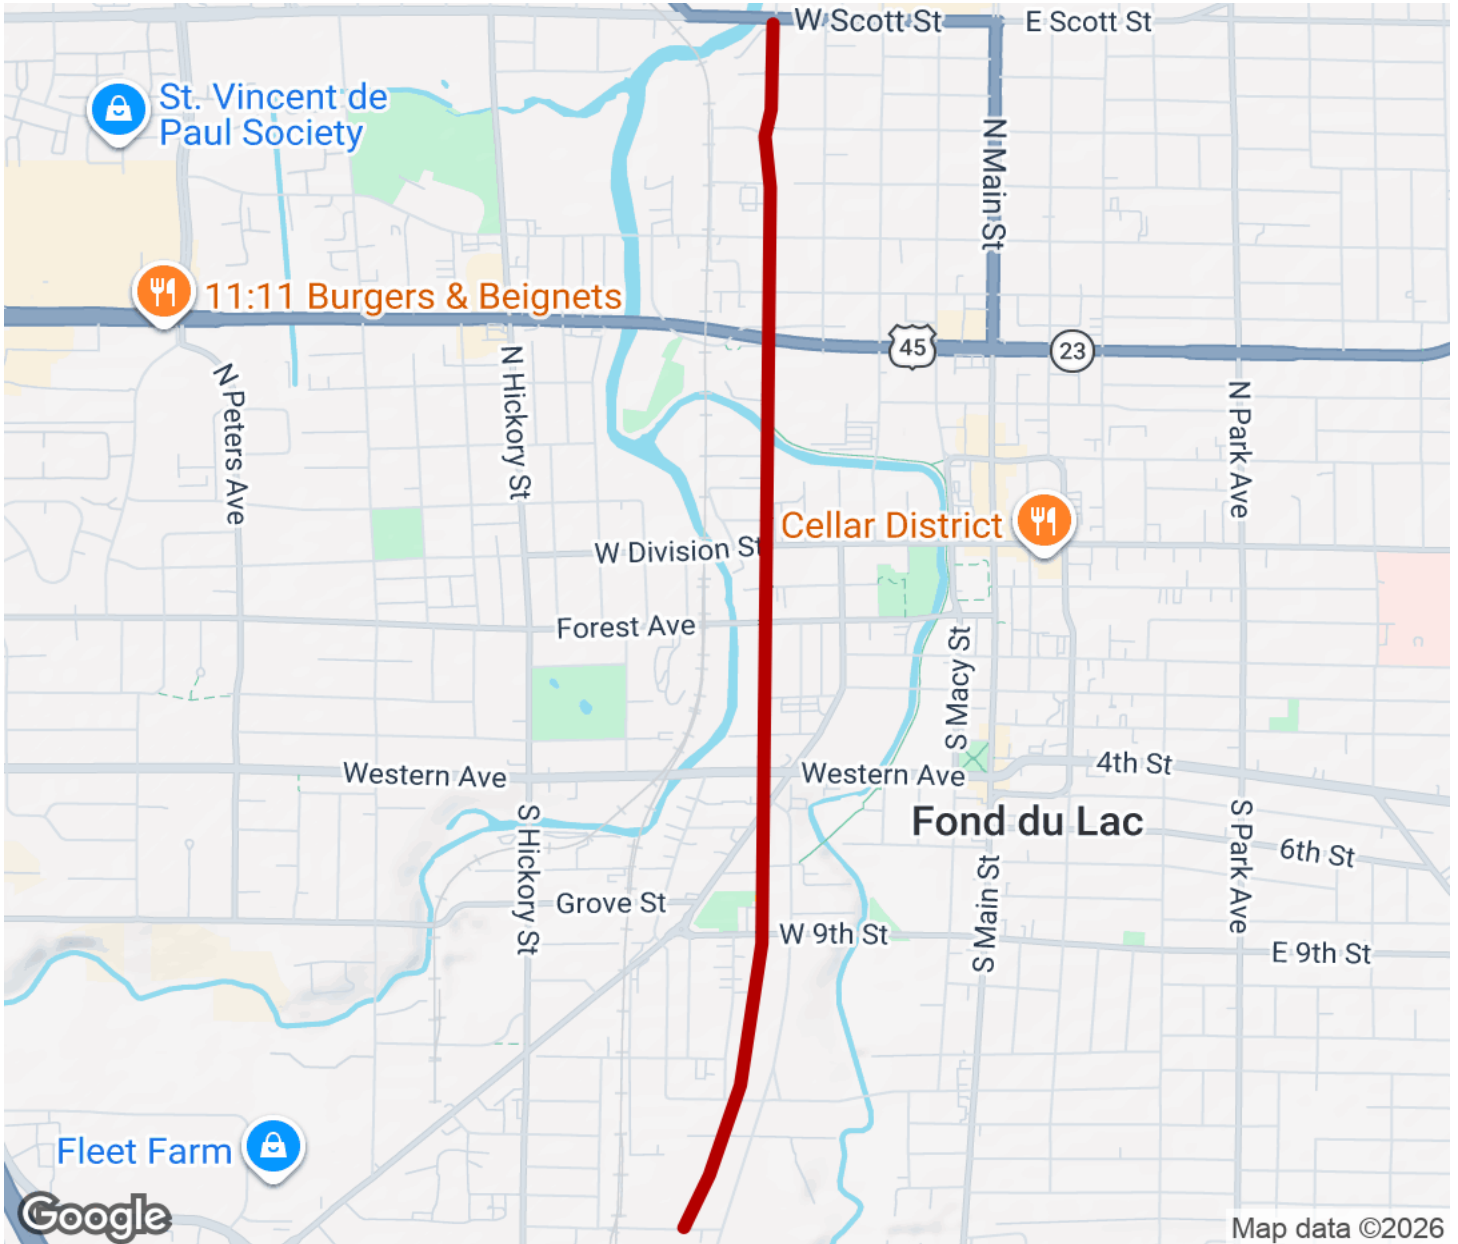 W Scott St
E Scott St
St. Vincent de
Paul Society
N Main St
11:11 Burgers & Beignets
45
23
N Peters Ave
N Hickory St
N Park Ave
Cellar District
W Division St
Forest Ave
S Macy St
Western Ave
Western Ave
4th St
Fond du Lac
S Hickory St
S Park Ave
6th St
Grove St
S Main St
W 9th St
E 9th St
Fleet Farm
Google
Map data ©2026